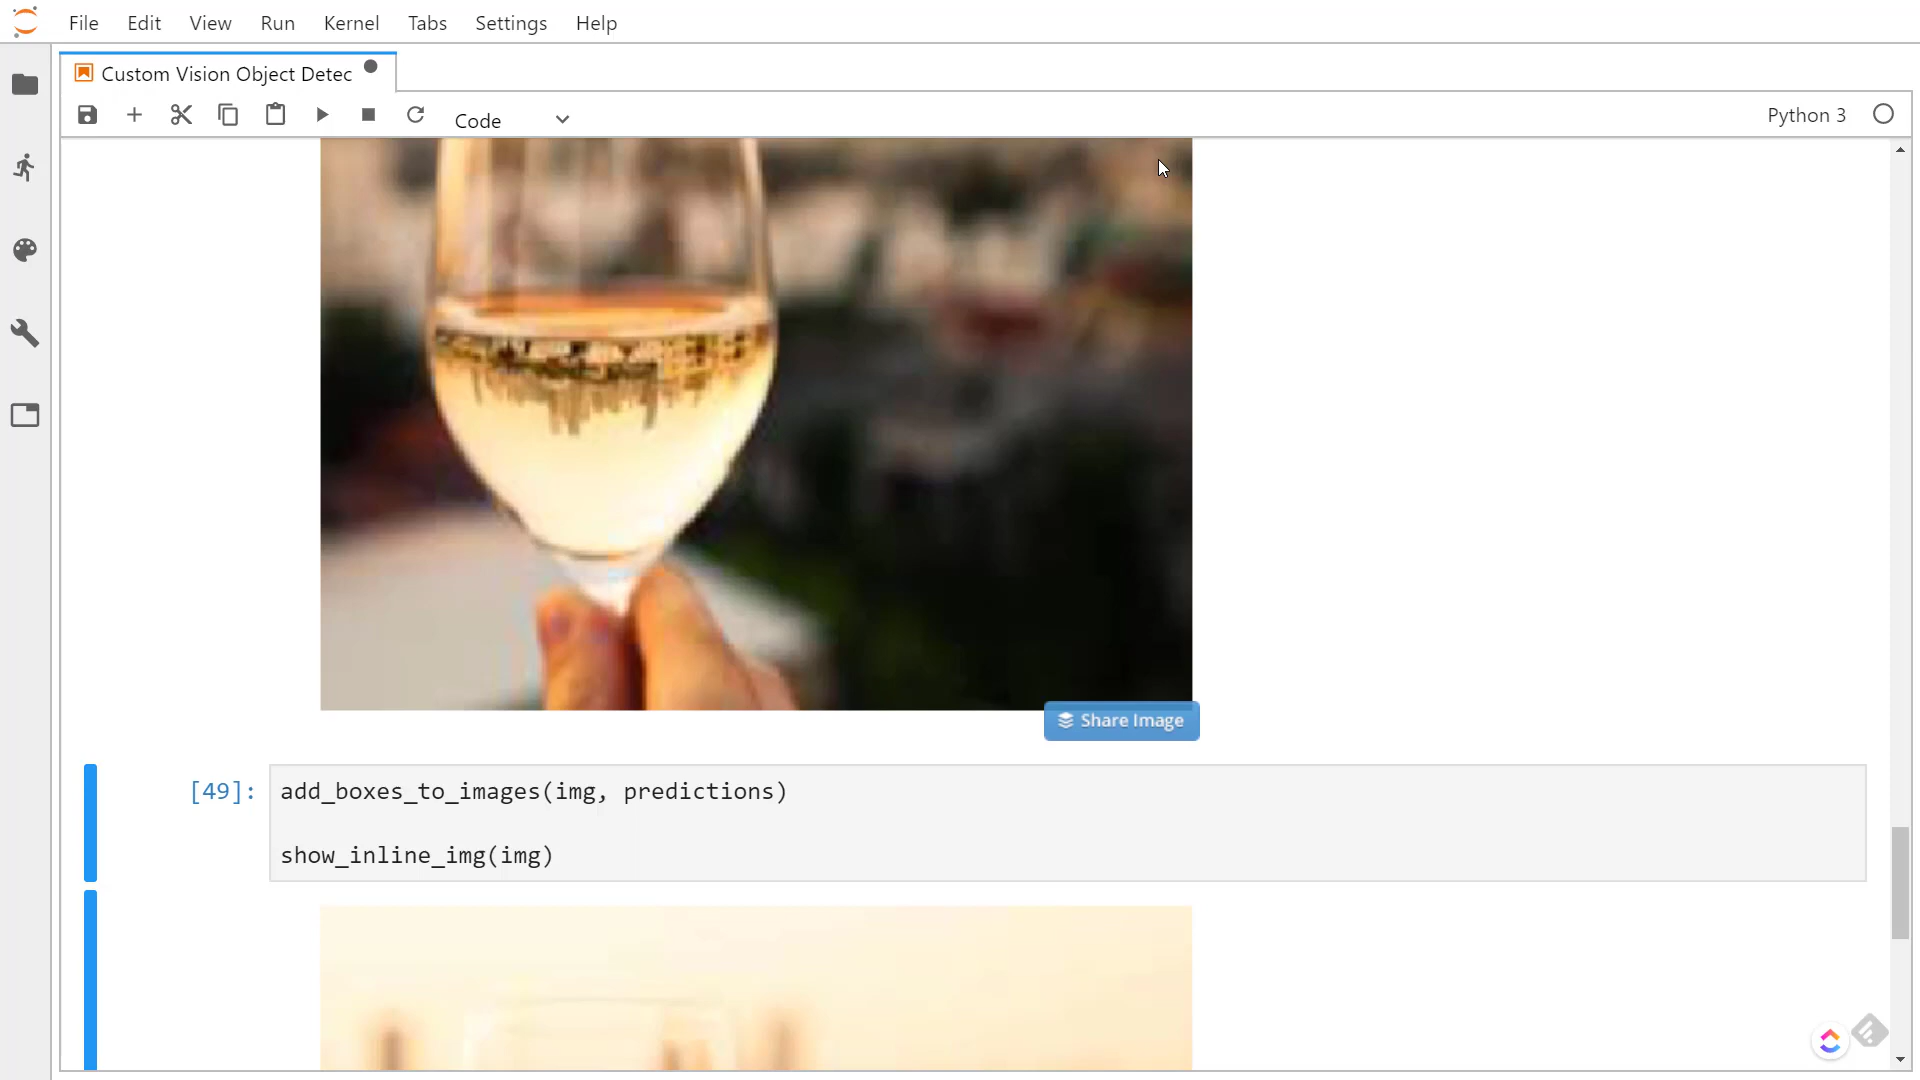 File Edit View Run Kernel Tabs Settings Help
Custom Vision Object Detec
Code
Python 3
Share Image
[49]: add_boxes_to_images(img, predictions)
show_inline_img(img)